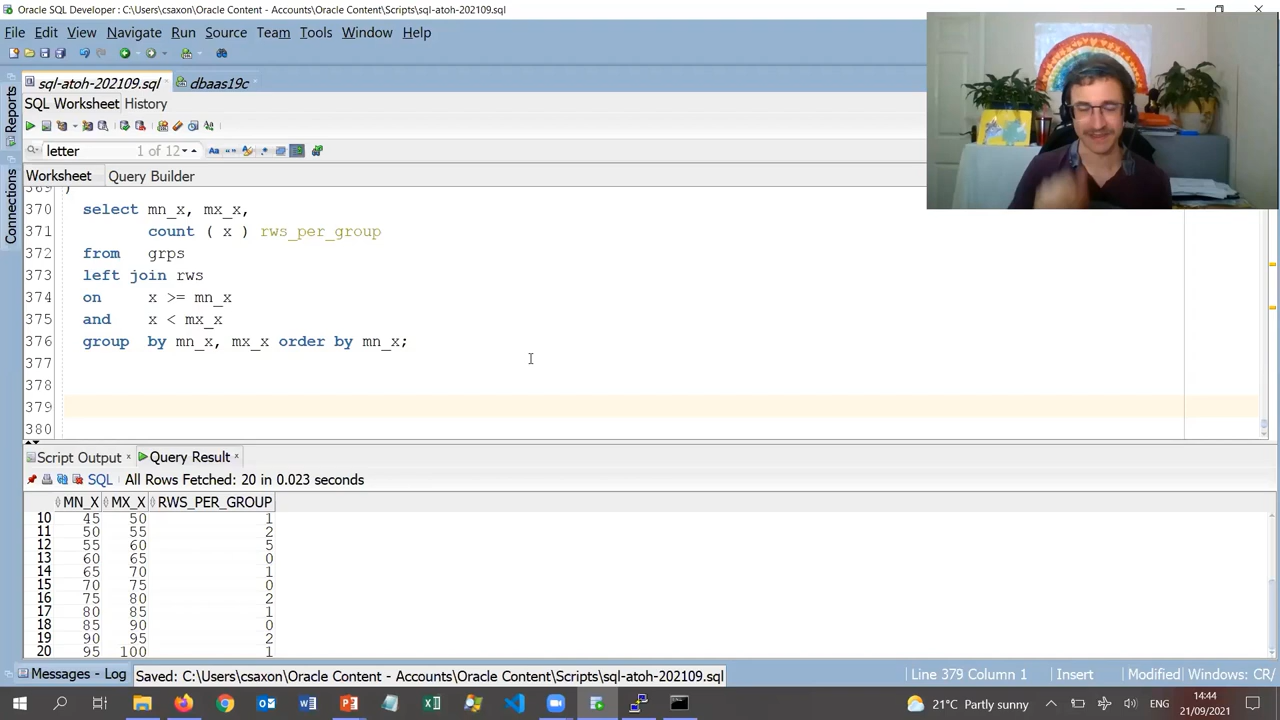 Oracle SQL Developer : C:\Users\csaxon\Oracle Content - Accounts\Oracle Content\Scripts\sql-atoh-202109.sql
File Edit View Navigate Run Source Team Tools Window Help
sql-atoh-202109.sql dbaas19c
SQL Worksheet History
letter 1 of 12
Worksheet Query Builder
Reports
Connections
369 )
370 select mn_x, mx_x,
371 count ( x ) rws_per_group
372 from grps
373 left join rws
374 on x >= mn_x
375 and x < mx_x
376 group by mn_x, mx_x order by mn_x;
377
378
379
380
Script Output Query Result
SQL All Rows Fetched: 20 in 0.023 seconds
MN_X MX_X RWS_PER_GROUP
10 45 50 1
11 50 55 2
12 55 60 5
13 60 65 0
14 65 70 1
15 70 75 0
16 75 80 2
17 80 85 1
18 85 90 0
19 90 95 2
20 95 100 1
Messages - Log Saved: C:\Users\csaxon\Oracle Content - Accounts\Oracle Content\Scripts\sql-atoh-202109.sql Line 379 Column 1 Insert Modified Windows: CR/
21°C Partly sunny ENG 14:44
21/09/2021